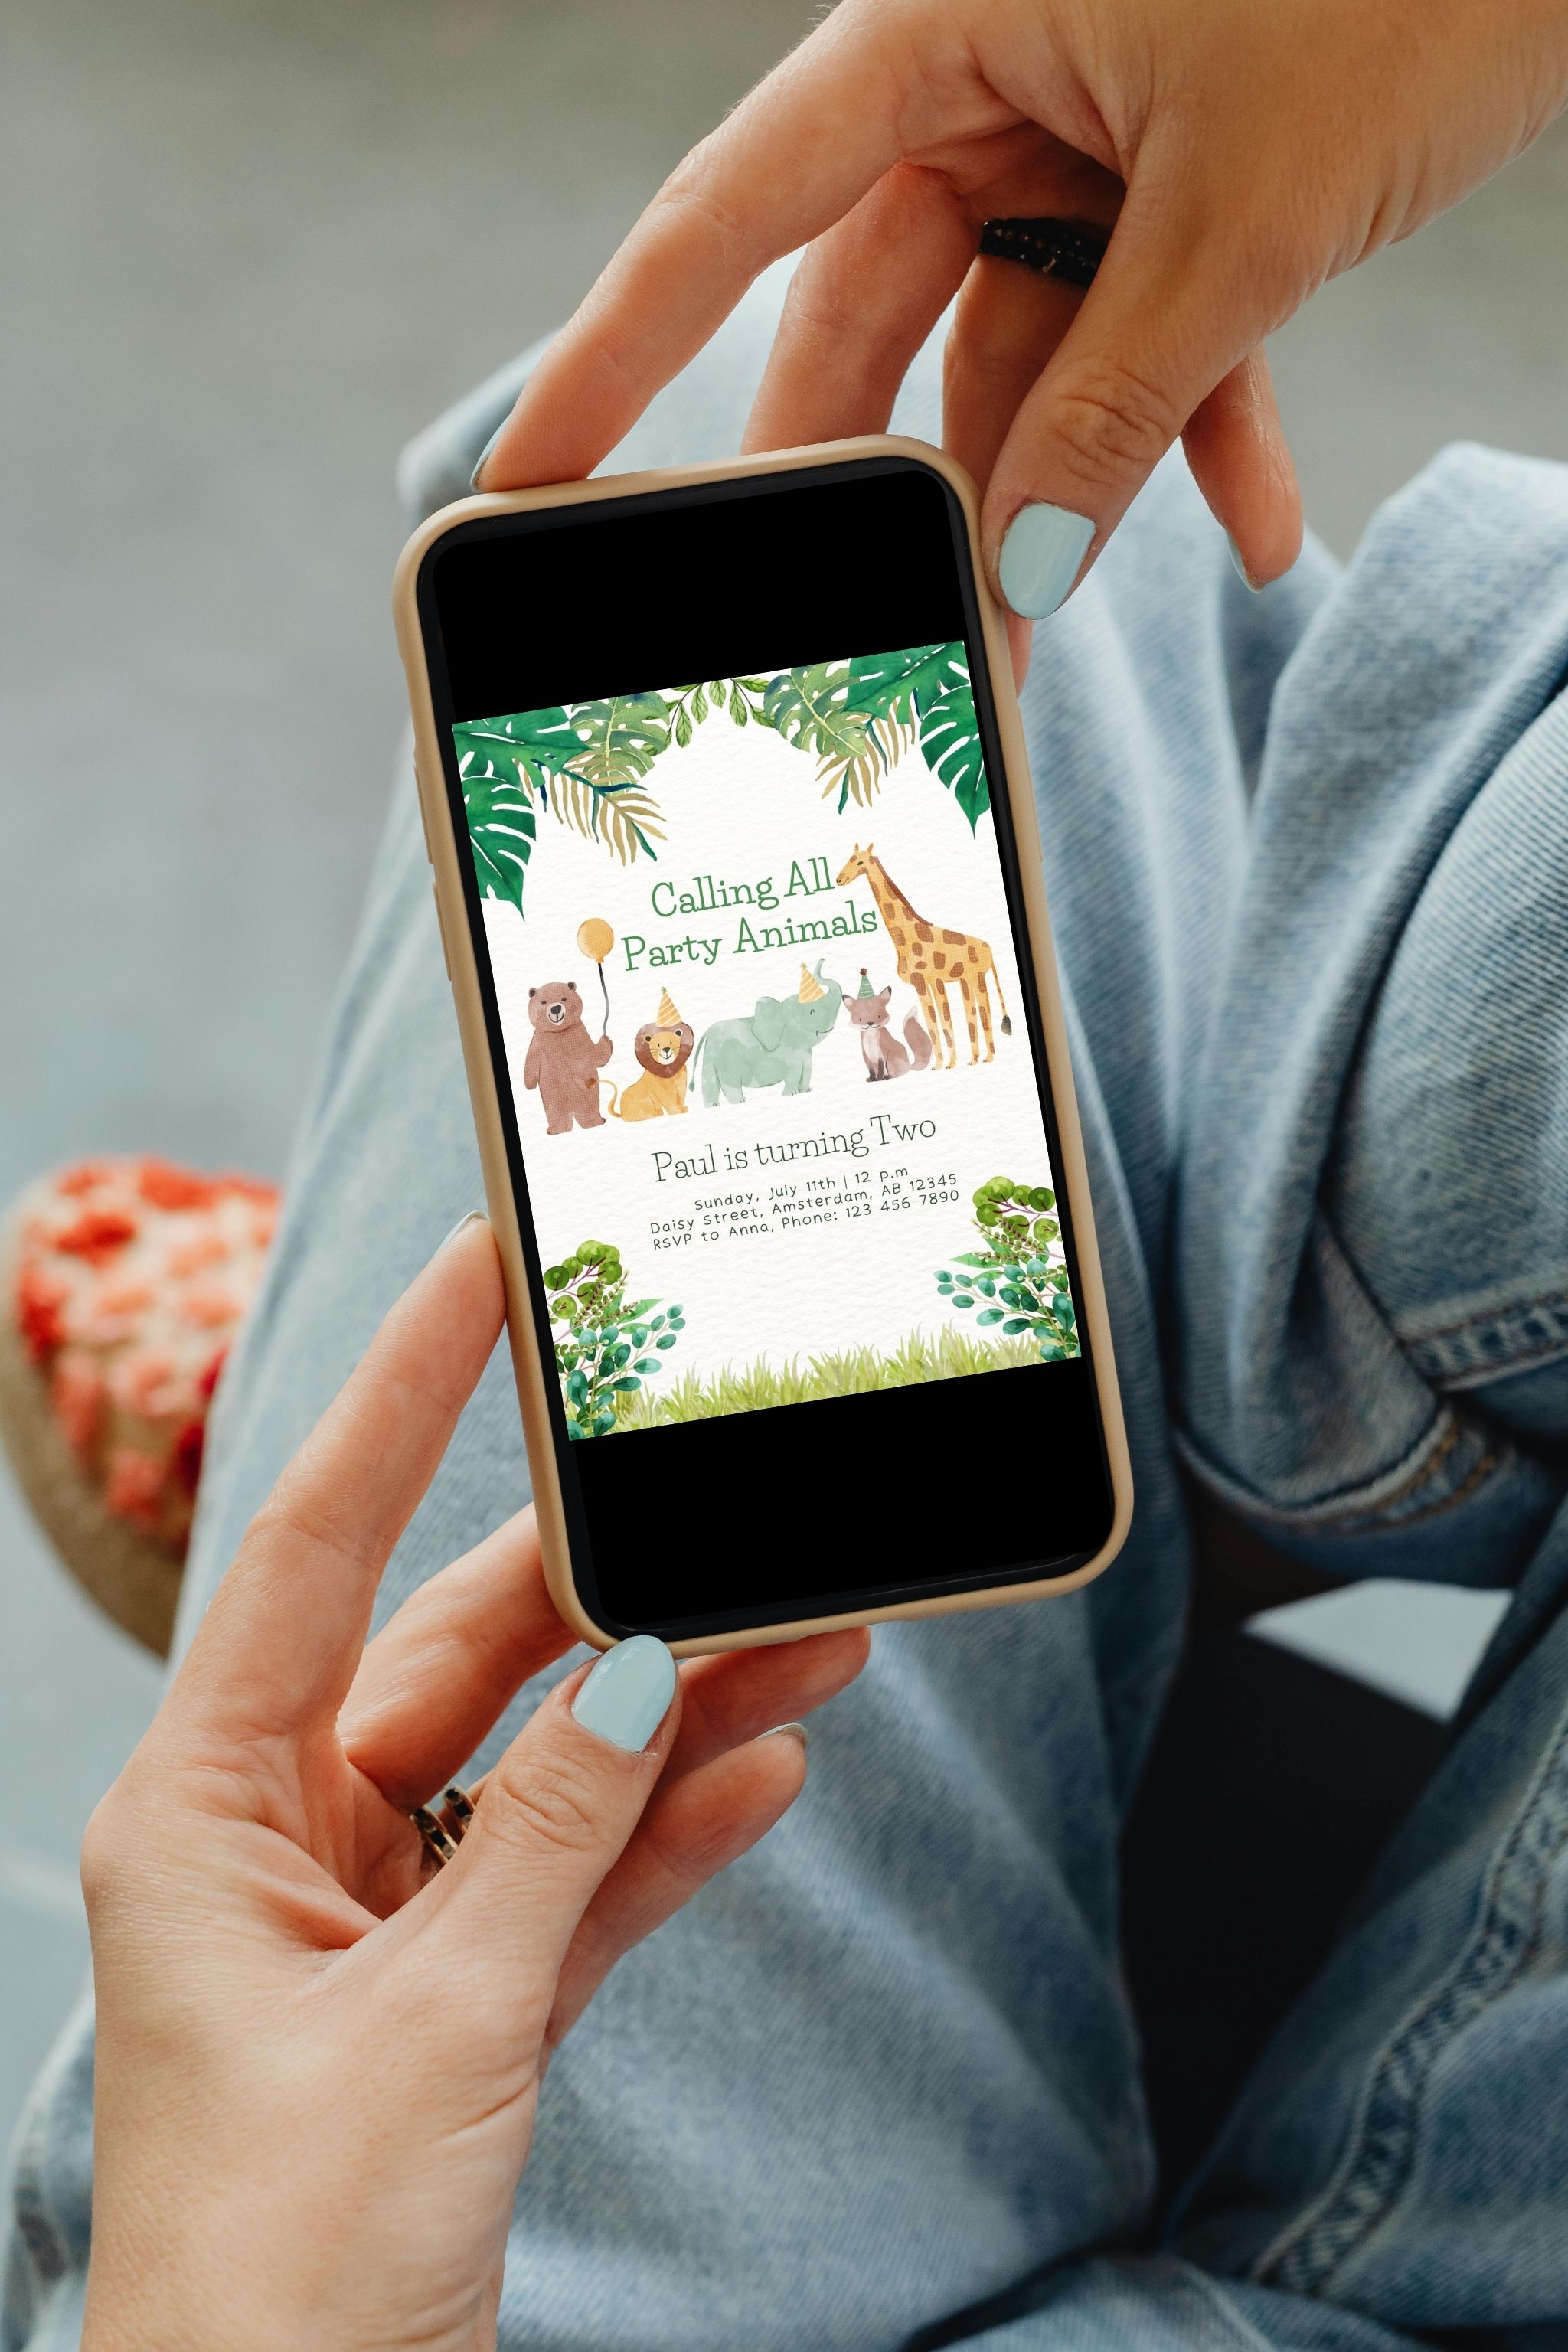 Calling All
Party Animals
Paul is turning Two
Sunday, July 11th | 12 p.m
Daisy Street, Amsterdam, AB 12345
RSVP to Anna, Phone: 123 456 7890